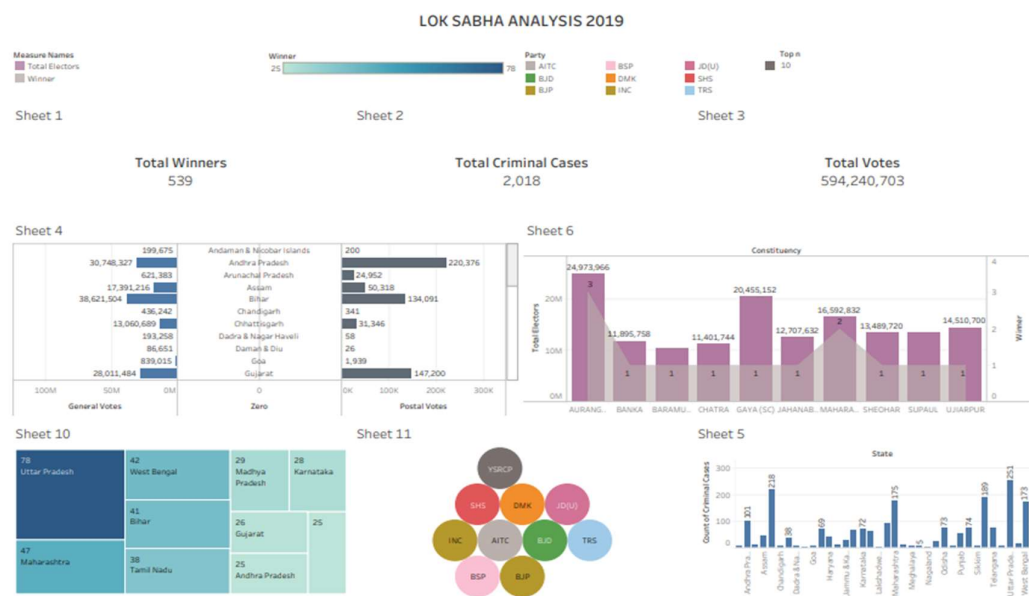 LOK SABHA ANALYSIS 2019
Measure Names
Total Electors
Winner
Winner
25 78
Party
AITC BSP JD(U)
BJD DMK SHS
BJP INC TRS
Top n
10
Sheet 1 Sheet 2 Sheet 3
Total Winners Total Criminal Cases Total Votes
539 2,018 594,240,703
Sheet 4
199,675 Andaman & Nicobar Islands 200
30,748,327 Andhra Pradesh 220,376
621,383 Arunachal Pradesh 24,952
17,391,216 Assam 50,318
38,621,504 Bihar 134,091
436,242 Chandigarh 341
13,060,689 Chhattisgarh 31,346
193,258 Dadra & Nagar Haveli 58
86,651 Daman & Diu 26
839,015 Goa 1,939
28,011,484 Gujarat 147,200
100M 50M 0M 0 0K 100K 200K 300K
General Votes Zero Postal Votes
Sheet 6
Constituency
Total Electors
20M
10M
0M
24,973,966 11,895,758 11,401,744 20,455,152 12,707,632 16,592,832 13,489,720 14,510,700
3 1 1 1 1 1 2 1 1 1
4
3
2
1
0
Winner
AURANG.. BANKA BARAMU.. CHATRA GAYA (SC) JAHANAB.. MAHARA.. SHEOHAR SUPAUL UJIARPUR
Sheet 10
78
Uttar Pradesh
47
Maharashtra
42
West Bengal
41
Bihar
38
Tamil Nadu
29
Madhya
Pradesh
28
Karnataka
26
Gujarat
25
25
Andhra Pradesh
Sheet 11
YSRCP
SHS DMK JD(U)
INC AITC BJD TRS
BSP BJP
Sheet 5
State
Count of Criminal Cases
300
200
100
0
101 218 38 69 72 175 5 73 74 189 251 173
Andhra Pra..
Assam
Chandigarh
Dadra & Na..
Goa
Haryana
Jammu & Ka..
Karnataka
Lakshadwe..
Maharashtra
Meghalaya
Nagaland
Odisha
Punjab
Sikkim
Telangana
Uttar Prade..
West Bengal